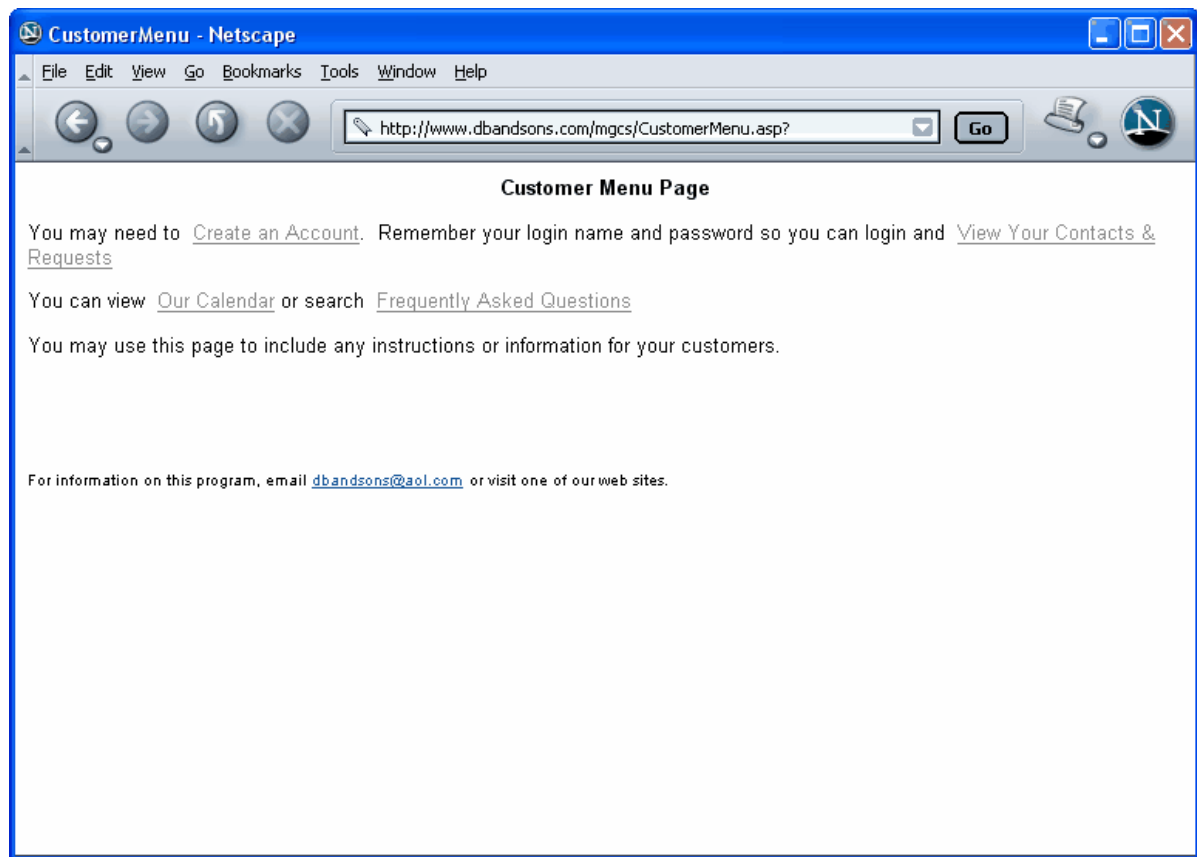 CustomerMenu - Netscape
File Edit View Go Bookmarks Tools Window Help
http://www.dbandsons.com/mgcs/CustomerMenu.asp? Go N
Customer Menu Page
You may need to Create an Account. Remember your login name and password so you can login and View Your Contacts &
Requests
You can view Our Calendar or search Frequently Asked Questions
You may use this page to include any instructions or information for your customers.
For information on this program, email dbandsons@aol.com or visit one of our web sites.